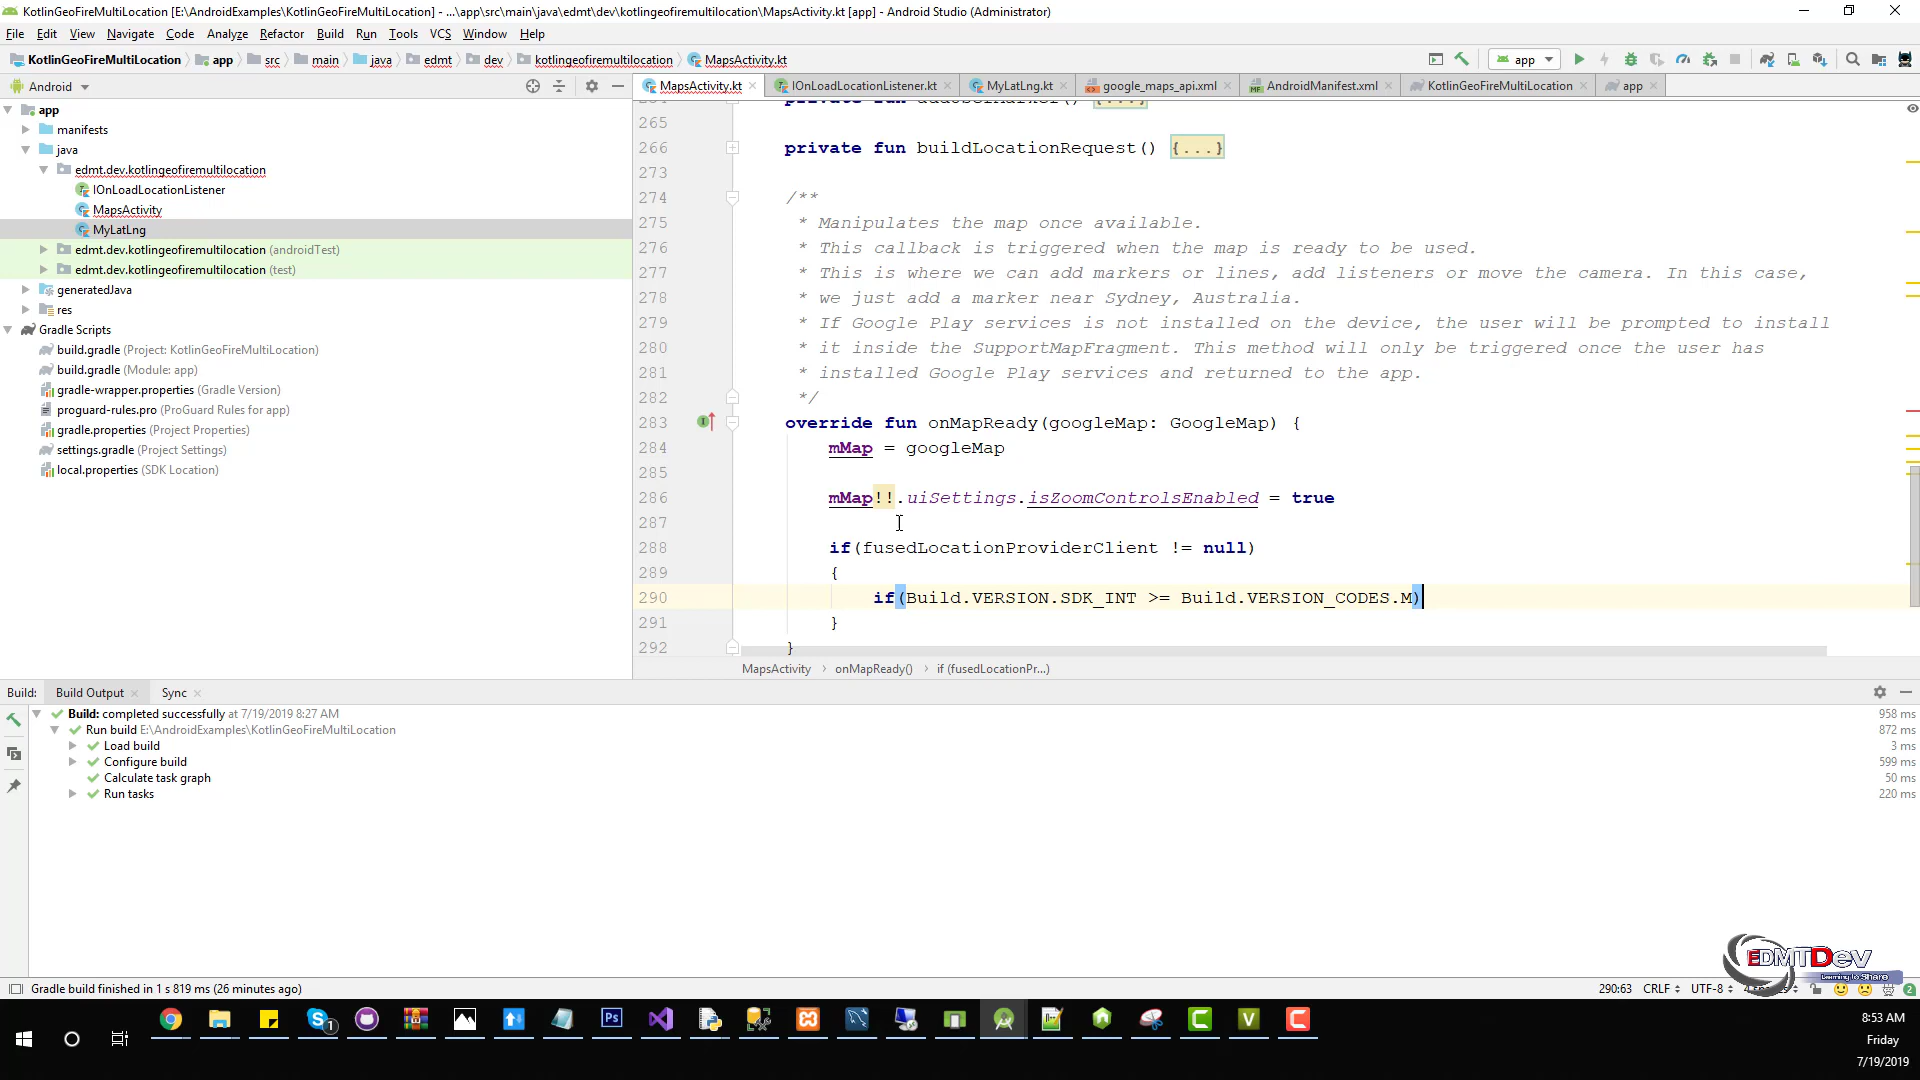 KotlinGeoFireMultiLocation [E:\AndroidExamples\KotlinGeoFireMultiLocation] - ...\app\src\main\java\edmt\dev\kotlingeofiremultilocation\MapsActivity.kt [app] - Android Studio (Administrator)
File Edit View Navigate Code Analyze Refactor Build Run Tools VCS Window Help
KotlinGeoFireMultiLocation app src main java edmt dev kotlingeofiremultilocation MapsActivity.kt app
Android MapsActivity.kt IOnLoadLocationListener.kt MyLatLng.kt google_maps_api.xml AndroidManifest.xml KotlinGeoFireMultiLocation app
app
manifests
java
edmt.dev.kotlingeofiremultilocation
IOnLoadLocationListener
MapsActivity
MyLatLng
edmt.dev.kotlingeofiremultilocation (androidTest)
edmt.dev.kotlingeofiremultilocation (test)
generatedJava
res
Gradle Scripts
build.gradle (Project: KotlinGeoFireMultiLocation)
build.gradle (Module: app)
gradle-wrapper.properties (Gradle Version)
proguard-rules.pro (ProGuard Rules for app)
gradle.properties (Project Properties)
settings.gradle (Project Settings)
local.properties (SDK Location)
265
266 private fun buildLocationRequest() {...}
273
274 /**
275 * Manipulates the map once available.
276 * This callback is triggered when the map is ready to be used.
277 * This is where we can add markers or lines, add listeners or move the camera. In this case,
278 * we just add a marker near Sydney, Australia.
279 * If Google Play services is not installed on the device, the user will be prompted to install
280 * it inside the SupportMapFragment. This method will only be triggered once the user has
281 * installed Google Play services and returned to the app.
282 */
283 override fun onMapReady(googleMap: GoogleMap) {
284 mMap = googleMap
285
286 mMap!!.uiSettings.isZoomControlsEnabled = true
287
288 if(fusedLocationProviderClient != null)
289 {
290 if(Build.VERSION.SDK_INT >= Build.VERSION_CODES.M)
291 }
292 }
MapsActivity › onMapReady() › if (fusedLocationPr...)
Build: Build Output Sync
Build: completed successfully at 7/19/2019 8:27 AM 958 ms
Run build E:\AndroidExamples\KotlinGeoFireMultiLocation 872 ms
Load build 3 ms
Configure build 599 ms
Calculate task graph 50 ms
Run tasks 220 ms
EDMTDev
Learning to Share
Gradle build finished in 1 s 819 ms (26 minutes ago) 290:63 CRLF UTF-8 2
8:53 AM
Friday
7/19/2019